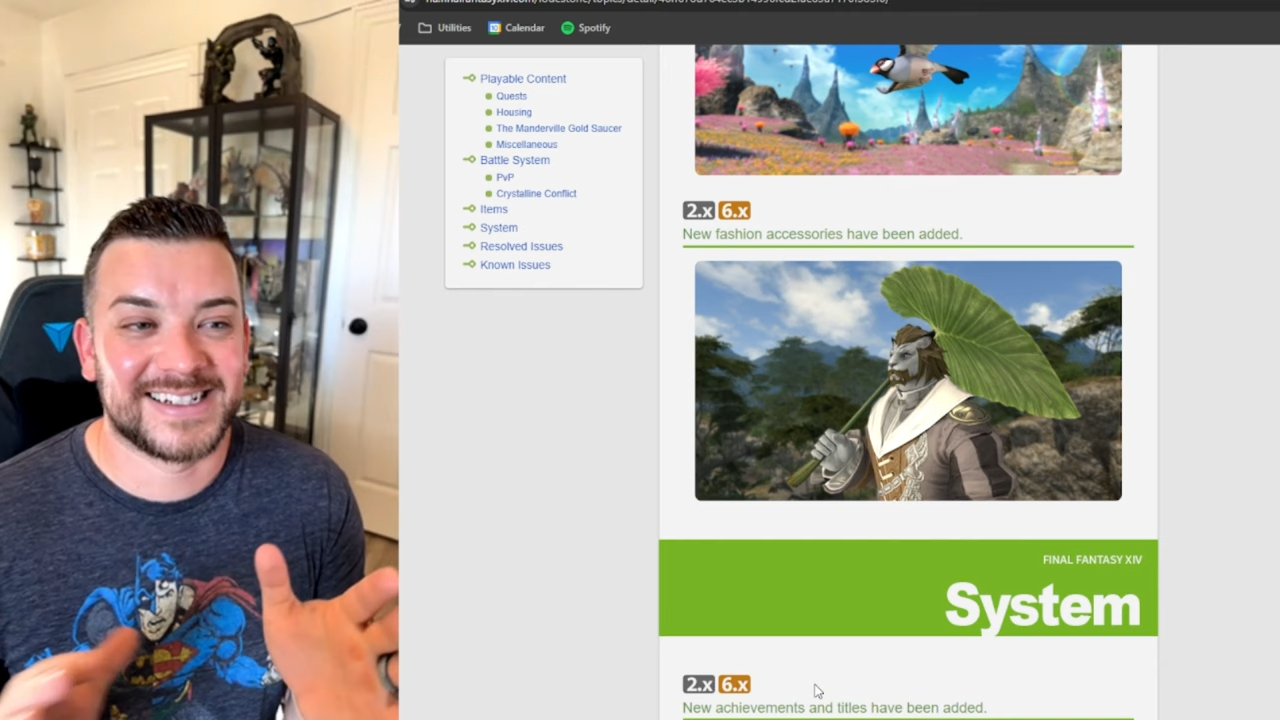 Utilities
Calendar
Spotify
Playable Content
Quests
Housing
The Manderville Gold Saucer
Miscellaneous
Battle System
PvP
Crystalline Conflict
Items
System
Resolved Issues
Known Issues
2.x 6.x
New fashion accessories have been added.
FINAL FANTASY XIV
System
2.x 6.x
New achievements and titles have been added.